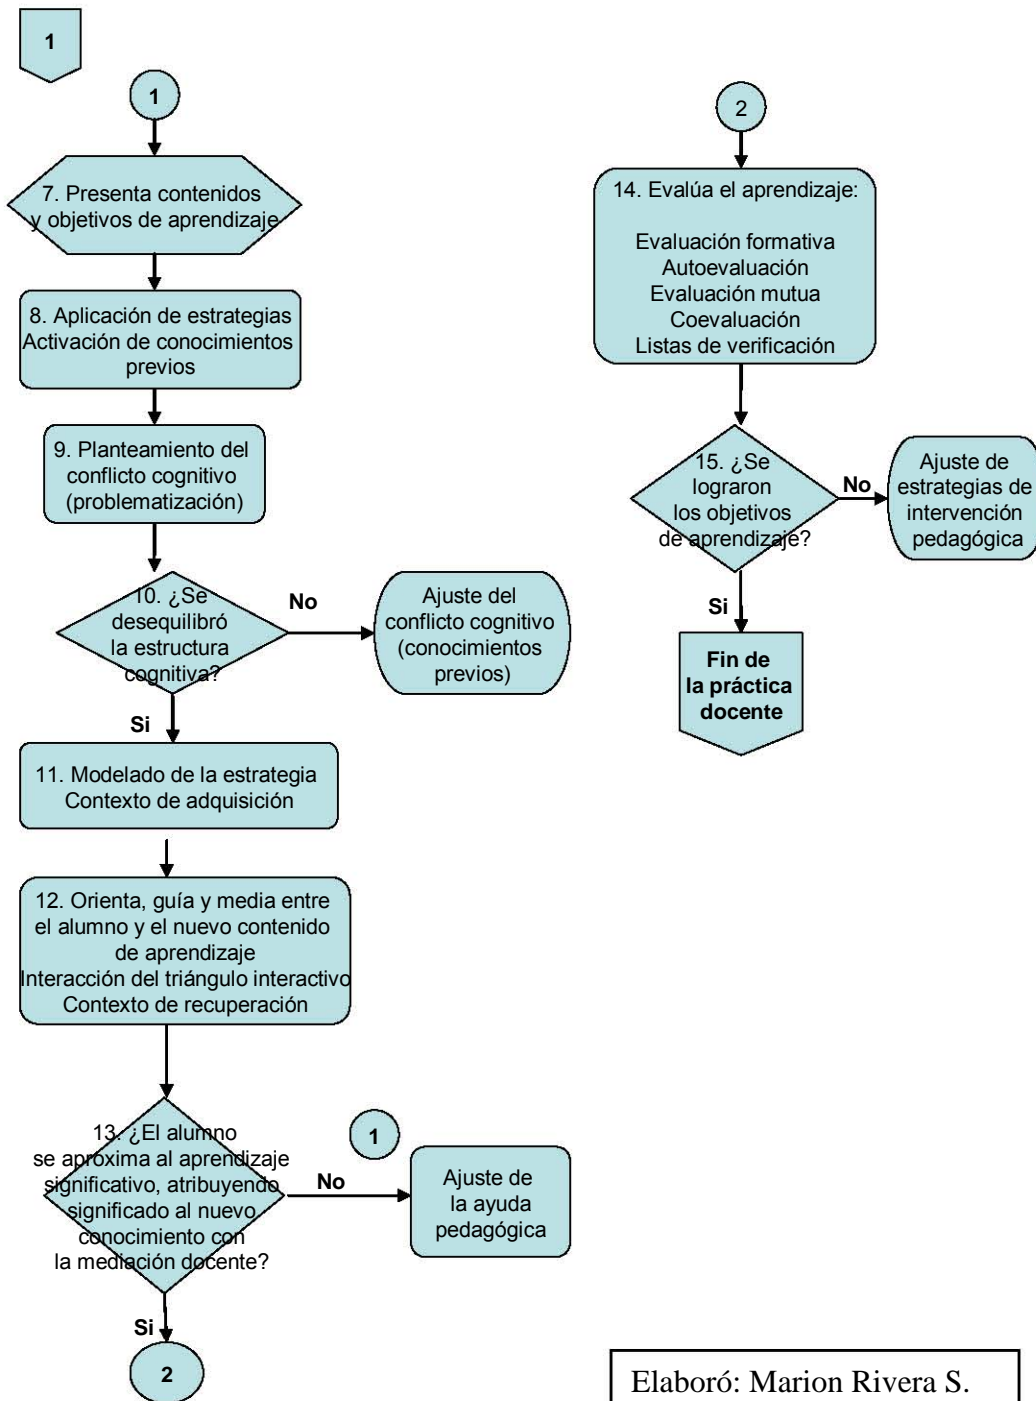 1
1
7. Presenta contenidos
y objetivos de aprendizaje
8. Aplicación de estrategias
Activación de conocimientos
previos
9. Planteamiento del
conflicto cognitivo
(problematización)
10. ¿Se
desequilibró
la estructura
cognitiva?
No
Ajuste del
conflicto cognitivo
(conocimientos
previos)
Si
11. Modelado de la estrategia
Contexto de adquisición
12. Orienta, guía y media entre
el alumno y el nuevo contenido
de aprendizaje
Interacción del triángulo interactivo
Contexto de recuperación
13. ¿El alumno
se apróxima al aprendizaje
significativo, atribuyendo
significado al nuevo
conocimiento con
la mediación docente?
No
1
Ajuste de
la ayuda
pedagógica
Si
2
2
14. Evalúa el aprendizaje:
Evaluación formativa
Autoevaluación
Evaluación mutua
Coevaluación
Listas de verificación
15. ¿Se
lograron
los objetivos
de aprendizaje?
No
Ajuste de
estrategias de
intervención
pedagógica
Si
Fin de
la práctica
docente
Elaboró: Marion Rivera S.